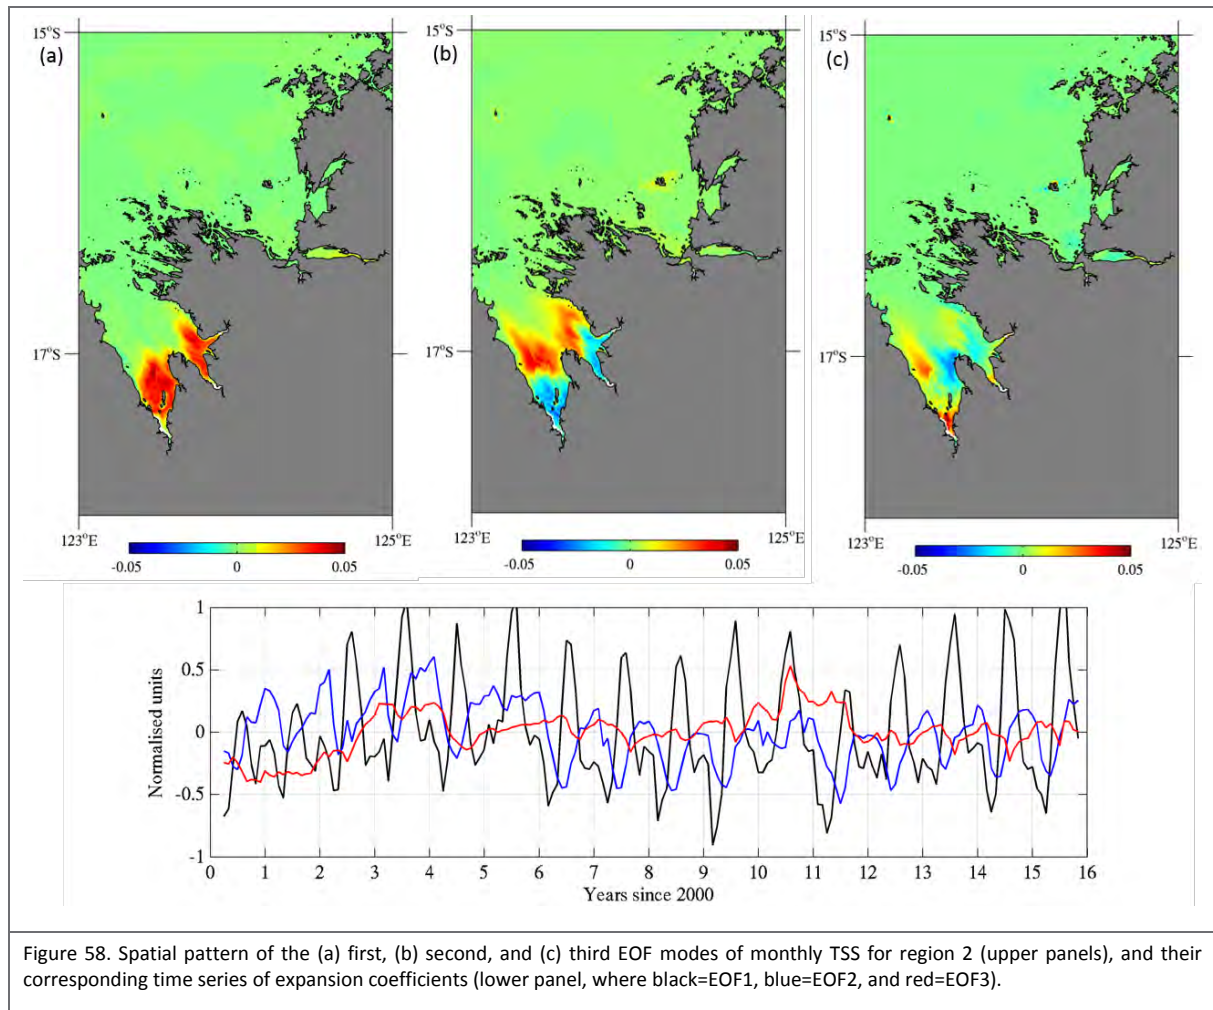 15°S
(a)
17°S
123°E
125°E
-0.05
0
0.05
15°S
(b)
17°S
123°E
125°E
-0.05
0
0.05
15°S
(c)
17°S
123°E
125°E
-0.05
0
0.05
Normalised units
1
0.5
0
-0.5
-1
0 1 2 3 4 5 6 7 8 9 10 11 12 13 14 15 16
Years since 2000
Figure 58. Spatial pattern of the (a) first, (b) second, and (c) third EOF modes of monthly TSS for region 2 (upper panels), and their
corresponding time series of expansion coefficients (lower panel, where black=EOF1, blue=EOF2, and red=EOF3).